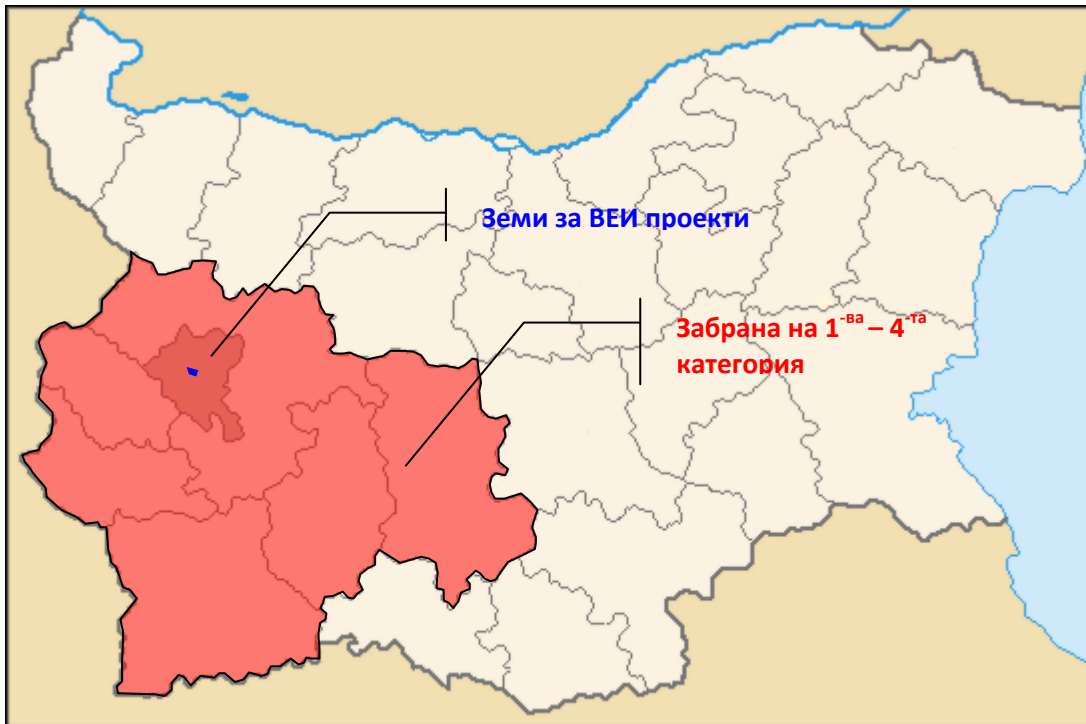 Земи за ВЕИ проекти
Забрана на 1-ва – 4-та
категория